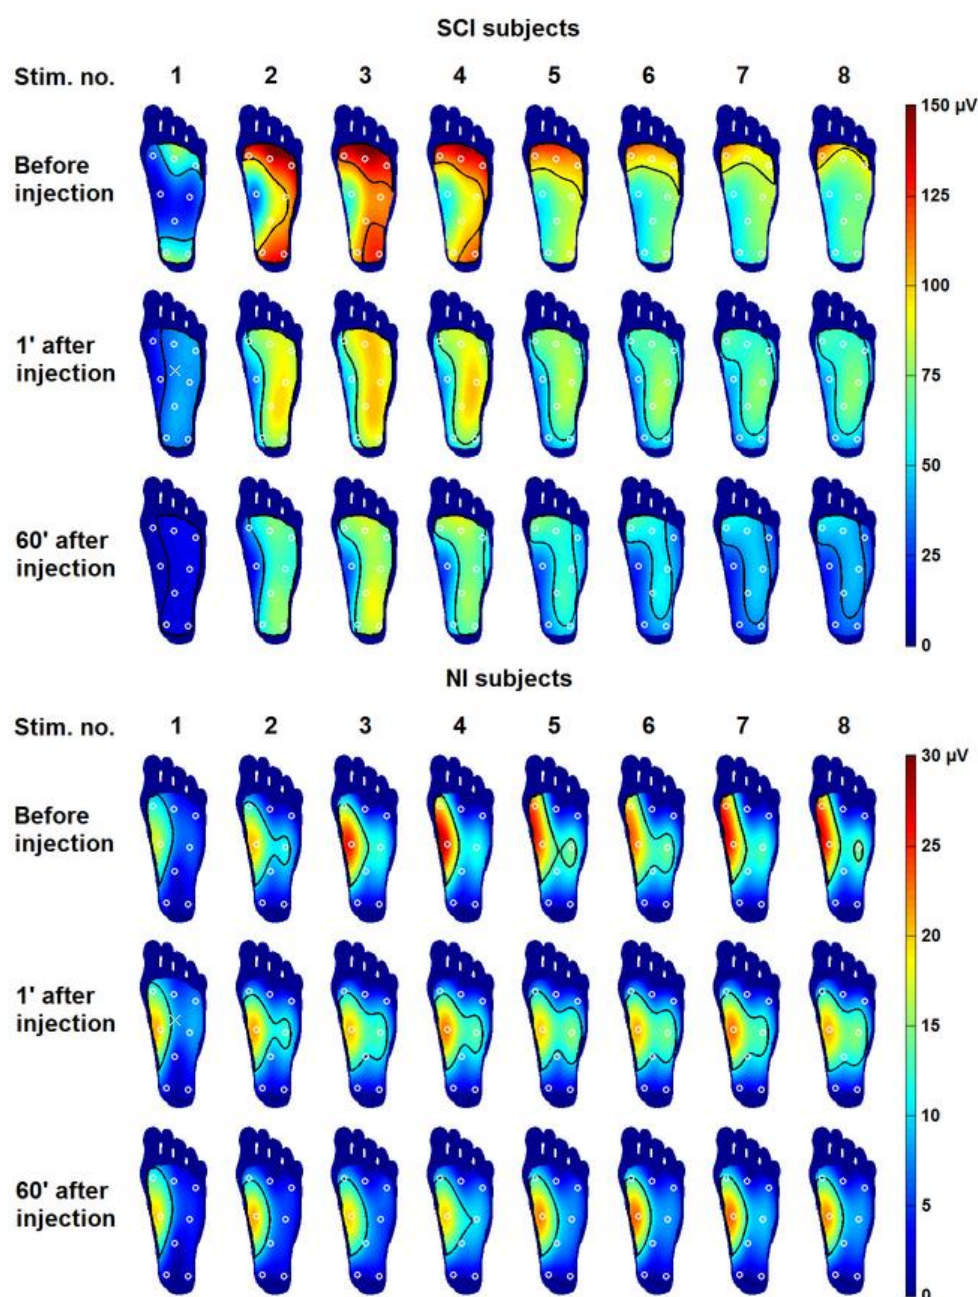 SCI subjects
Stim. no. 1 2 3 4 5 6 7 8
Before
injection
1' after
injection
60' after
injection
150 µV
125
100
75
50
25
0
NI subjects
Stim. no. 1 2 3 4 5 6 7 8
Before
injection
1' after
injection
60' after
injection
30 µV
25
20
15
10
5
0